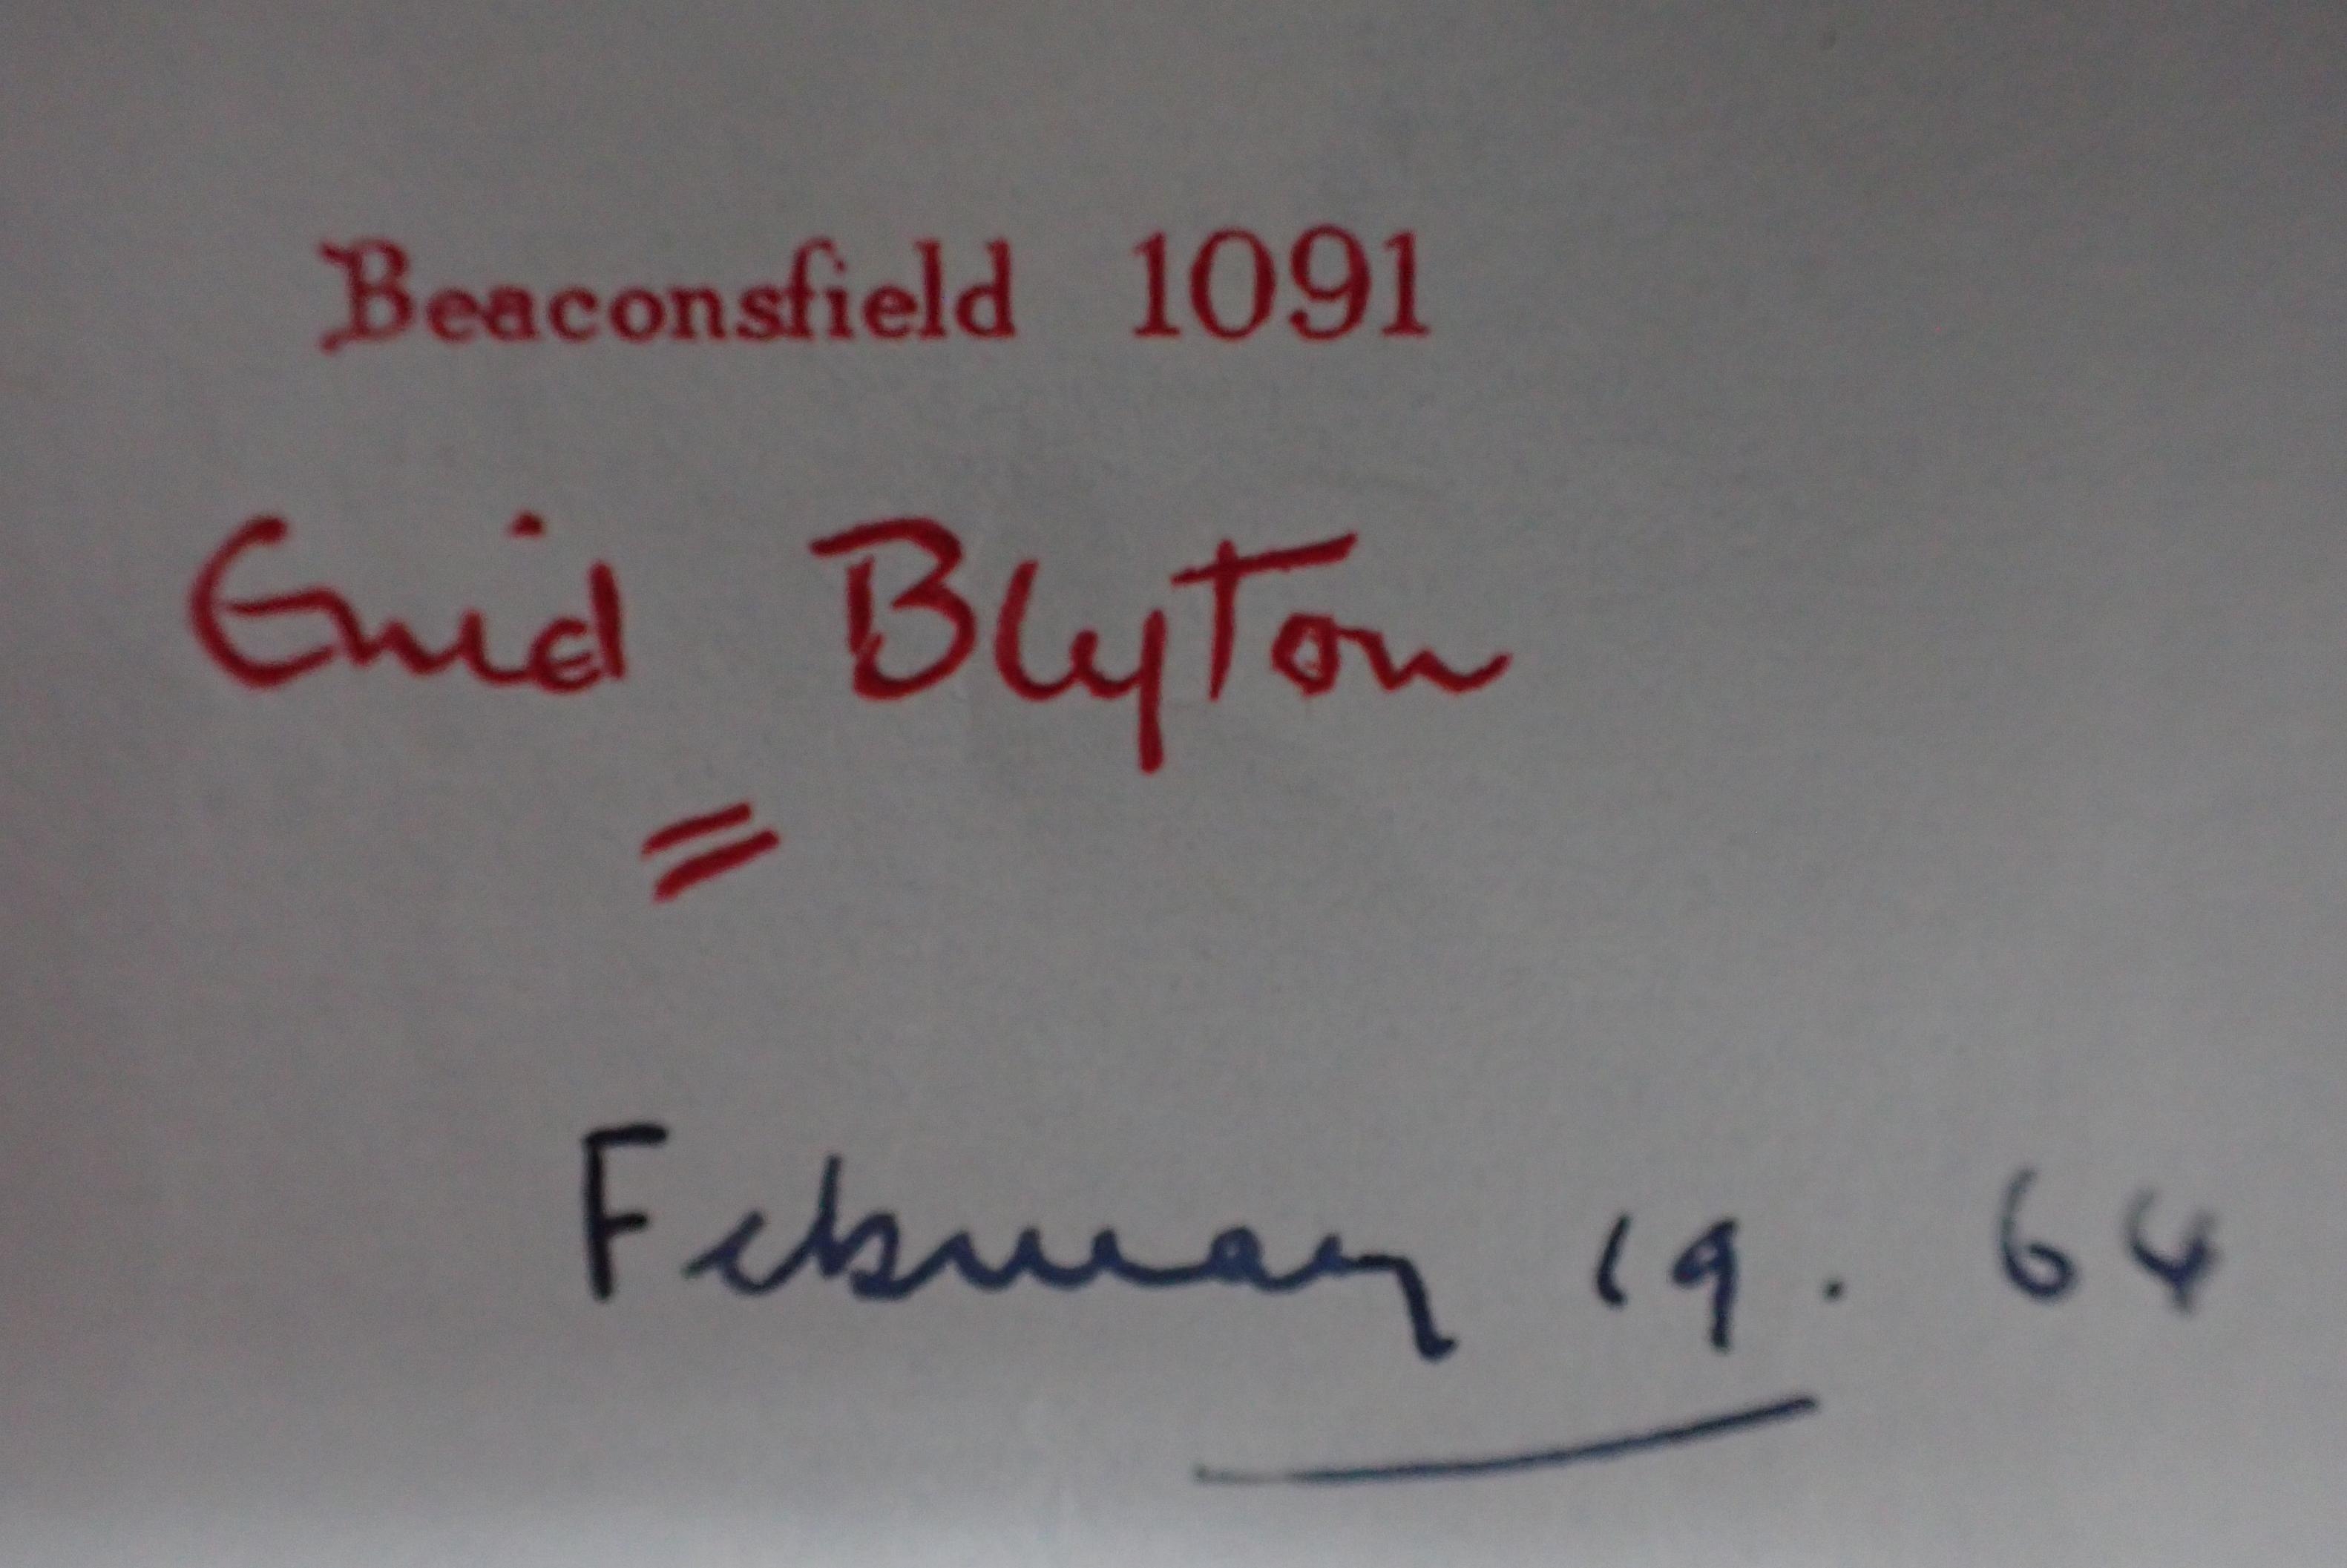 Beaconsfield 1091
Enid Blyton
=
February 19. 64